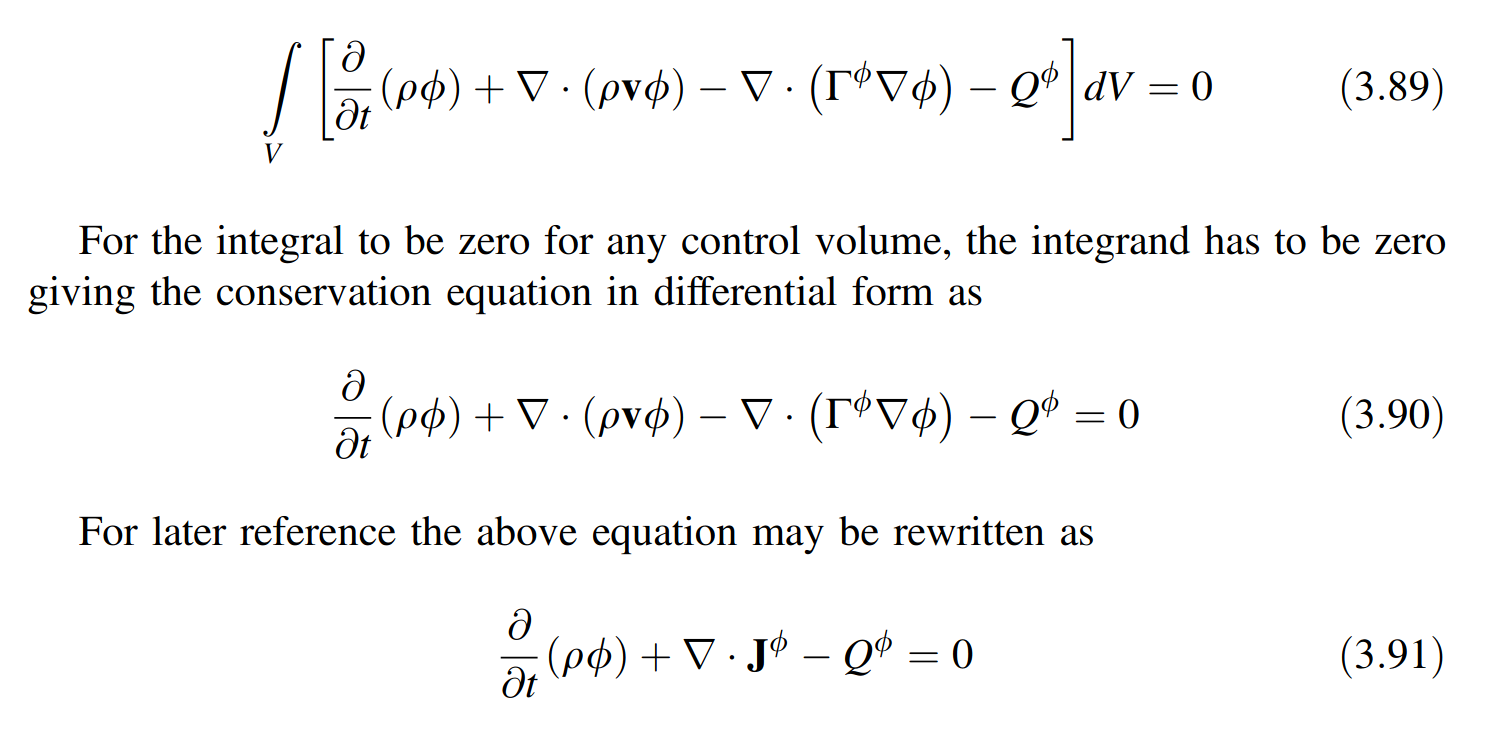 ∫_V [∂/∂t (ρϕ) + ∇ · (ρ𝐯ϕ) − ∇ · (Γ^ϕ∇ϕ) − Q^ϕ] dV = 0 (3.89)
For the integral to be zero for any control volume, the integrand has to be zero
giving the conservation equation in differential form as
∂/∂t (ρϕ) + ∇ · (ρ𝐯ϕ) − ∇ · (Γ^ϕ∇ϕ) − Q^ϕ = 0 (3.90)
For later reference the above equation may be rewritten as
∂/∂t (ρϕ) + ∇ · 𝐉^ϕ − Q^ϕ = 0 (3.91)